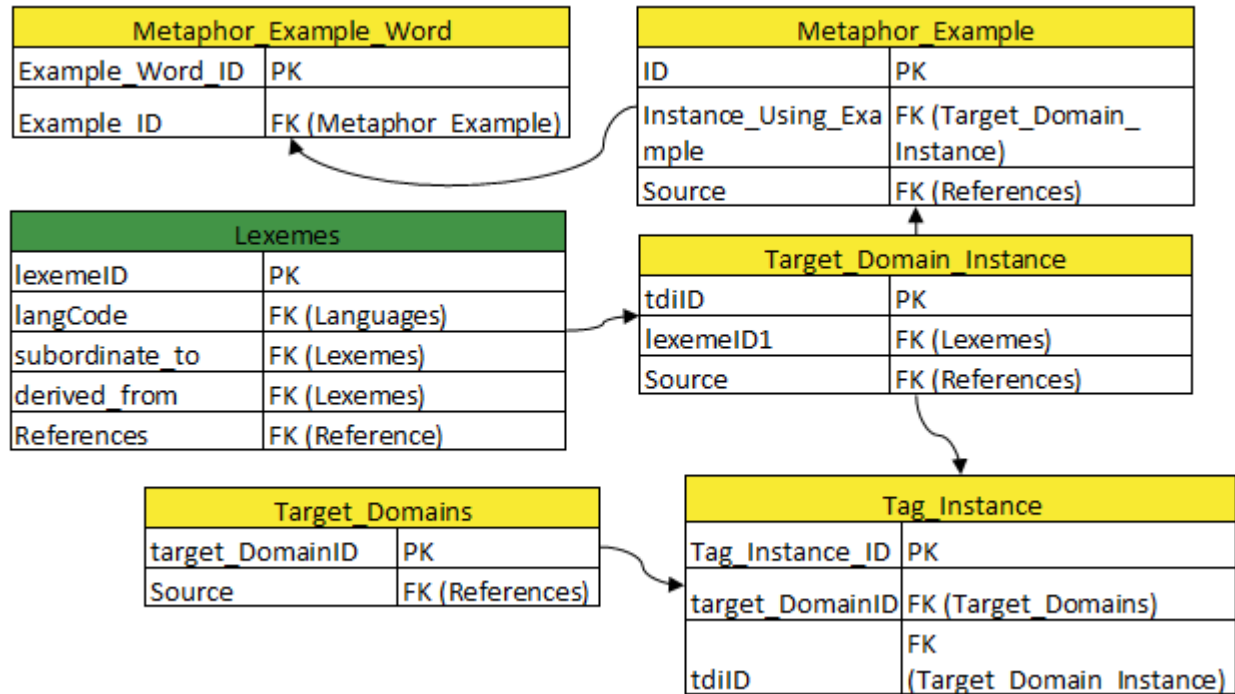 Metaphor_Example_Word
Example_Word_ID PK
Example_ID FK (Metaphor_Example)
Metaphor_Example
ID PK
Instance_Using_Exa FK (Target_Domain_
mple Instance)
Source FK (References)
Lexemes
lexemeID PK
langCode FK (Languages)
subordinate_to FK (Lexemes)
derived_from FK (Lexemes)
References FK (Reference)
Target_Domain_Instance
tdiID PK
lexemeID1 FK (Lexemes)
Source FK (References)
Target_Domains
target_DomainID PK
Source FK (References)
Tag_Instance
Tag_Instance_ID PK
target_DomainID FK (Target_Domains)
FK
tdiID (Target_Domain_Instance)